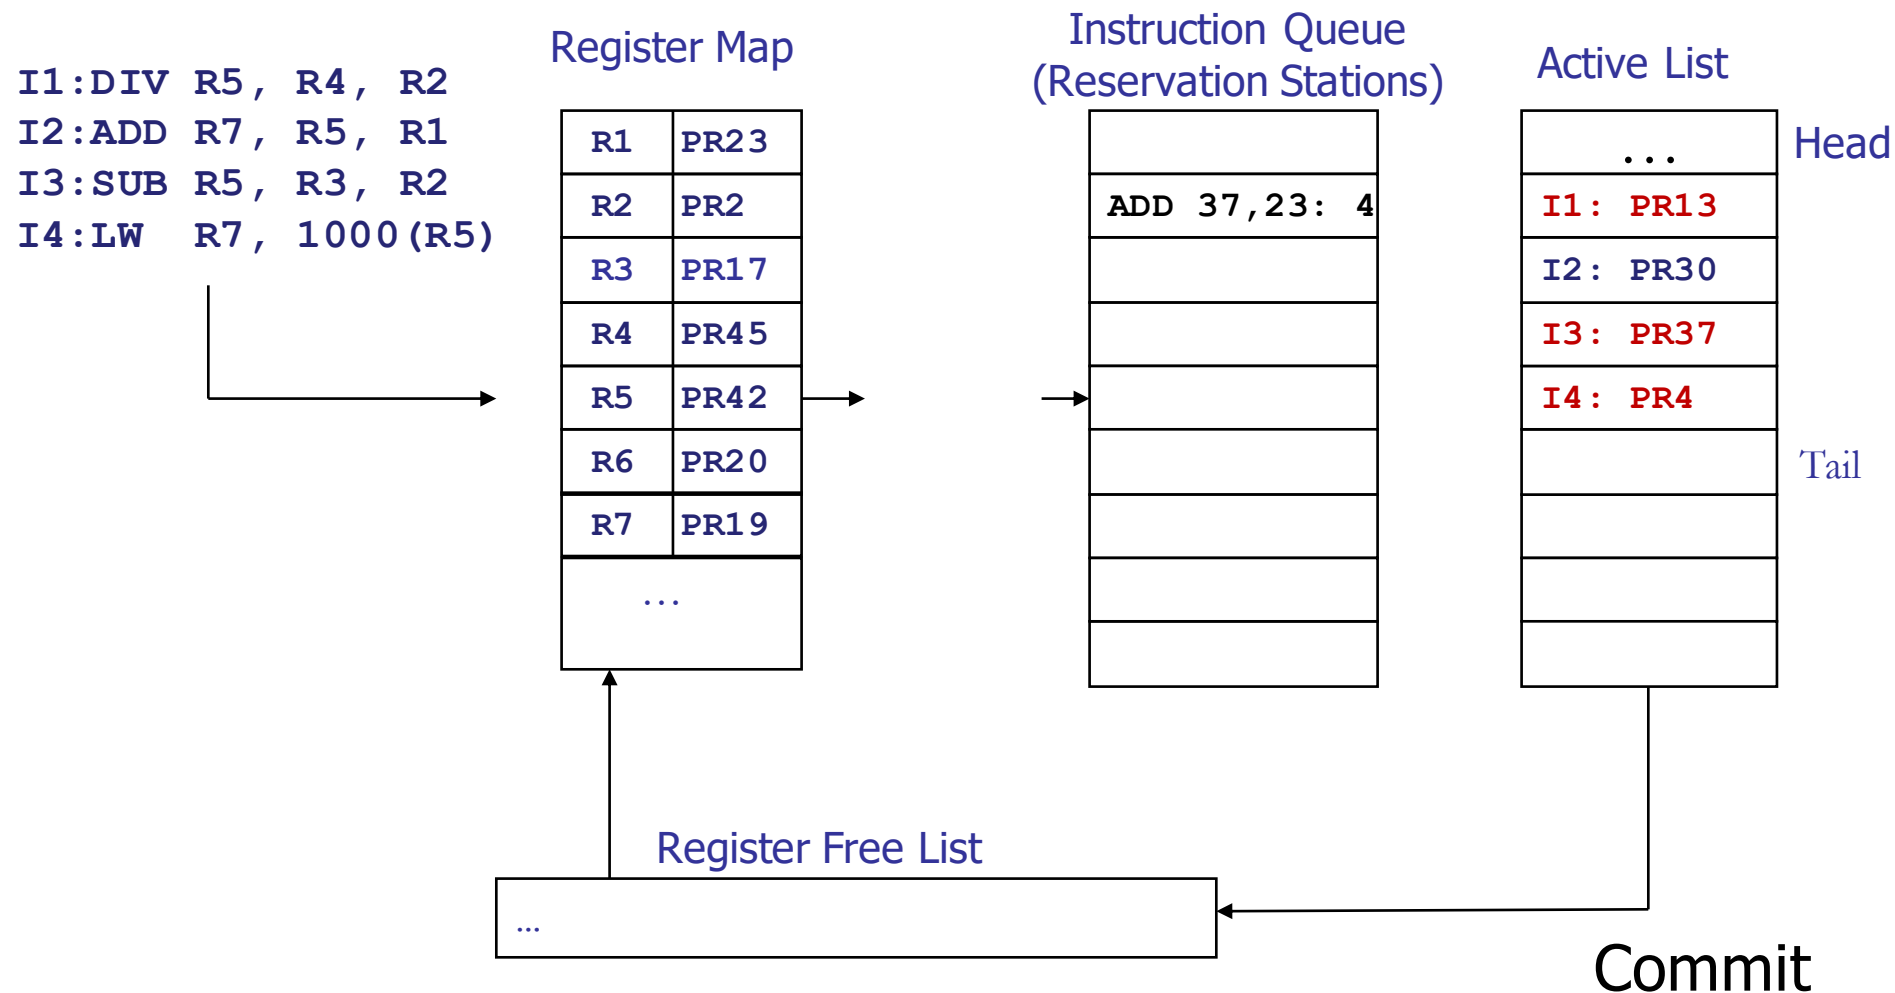 I1:DIV R5, R4, R2
I2:ADD R7, R5, R1
I3:SUB R5, R3, R2
I4:LW R7, 1000(R5)
Register Map
R1 PR23
R2 PR2
R3 PR17
R4 PR45
R5 PR42
R6 PR20
R7 PR19
...
Instruction Queue
(Reservation Stations)
ADD 37,23: 4
Active List
...
Head
I1: PR13
I2: PR30
I3: PR37
I4: PR4
Tail
Register Free List
...
Commit